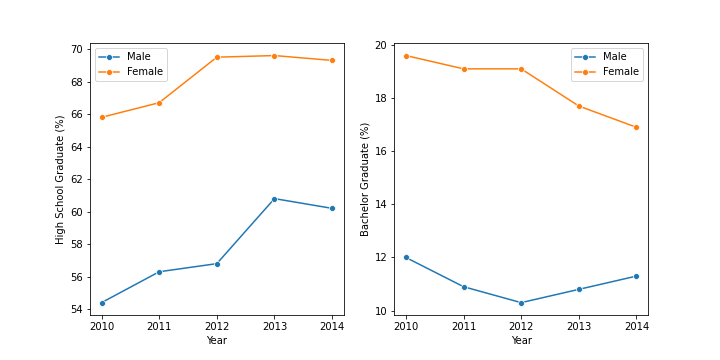 70
68
66
64
62
60
58
56
54
High School Graduate (%)
Male
Female
2010 2011 2012 2013 2014
Year
20
18
16
14
12
10
Bachelor Graduate (%)
Male
Female
2010 2011 2012 2013 2014
Year